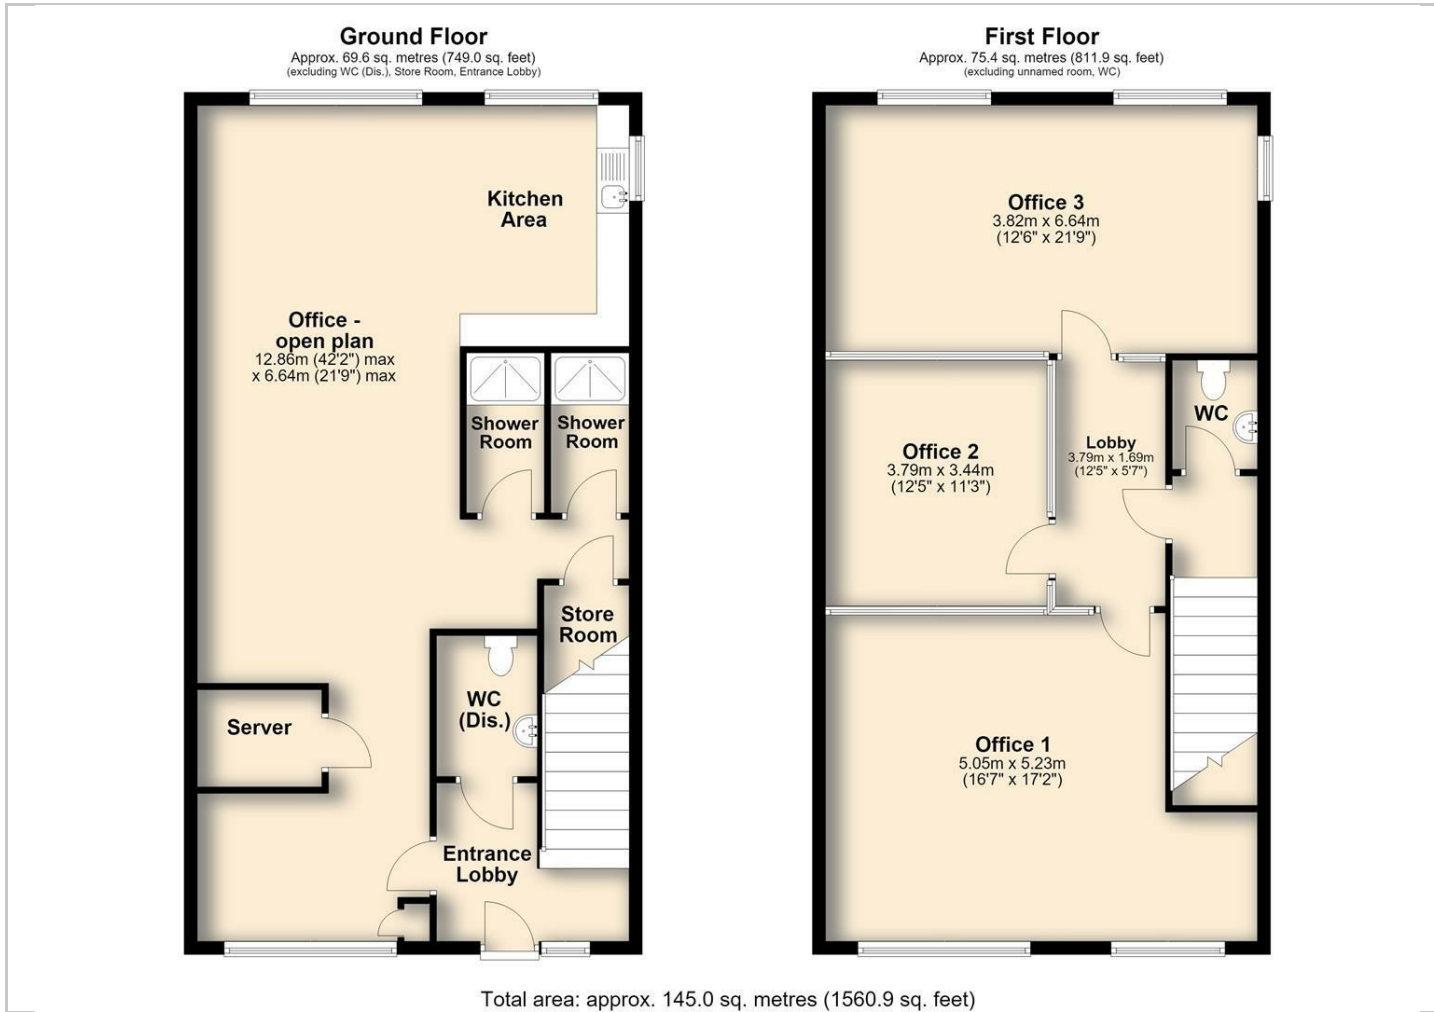 Ground Floor
Approx. 69.6 sq. metres (749.0 sq. feet)
(excluding WC (Dis.), Store Room, Entrance Lobby)
Kitchen
Area
Office -
open plan
12.86m (42'2") max
x 6.64m (21'9") max
Shower
Room
Shower
Room
Store
Room
WC
(Dis.)
Server
Entrance
Lobby
First Floor
Approx. 75.4 sq. metres (811.9 sq. feet)
(excluding unnamed room, WC)
Office 3
3.82m x 6.64m
(12'6" x 21'9")
WC
Lobby
3.79m x 1.69m
(12'5" x 5'7")
Office 2
3.79m x 3.44m
(12'5" x 11'3")
Office 1
5.05m x 5.23m
(16'7" x 17'2")
Total area: approx. 145.0 sq. metres (1560.9 sq. feet)